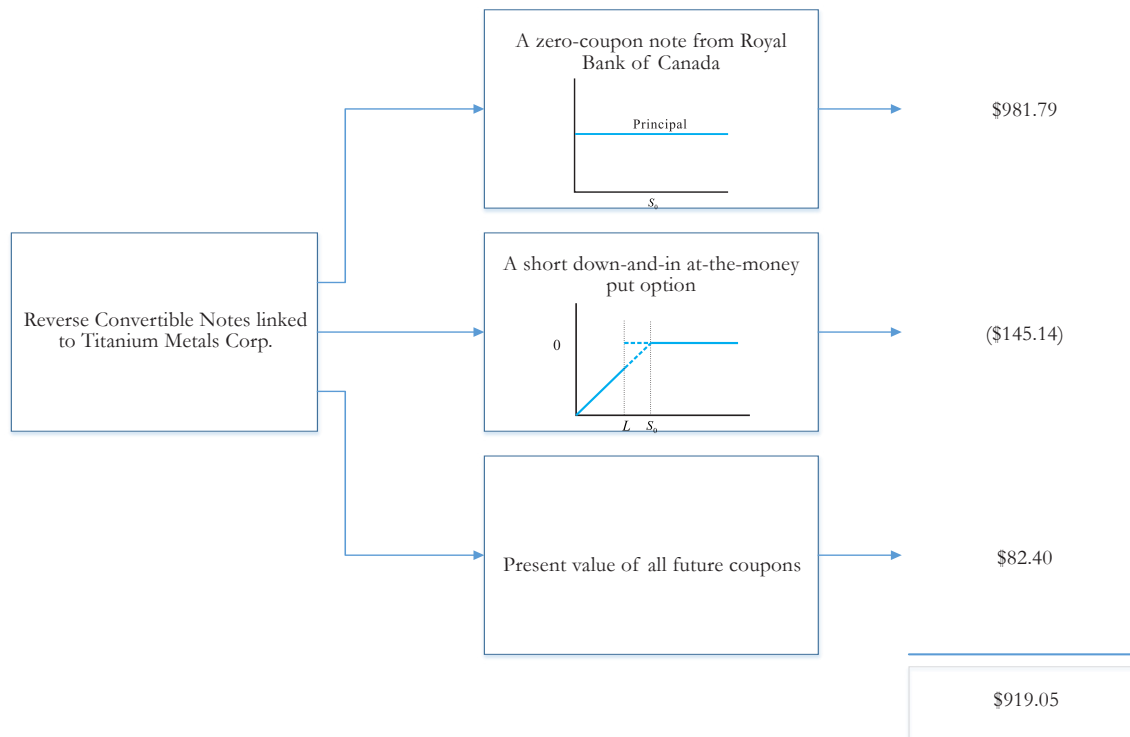 A zero-coupon note from Royal
Bank of Canada
Principal
S₀
$981.79
Reverse Convertible Notes linked
to Titanium Metals Corp.
A short down-and-in at-the-money
put option
0
L S₀
($145.14)
Present value of all future coupons
$82.40
$919.05